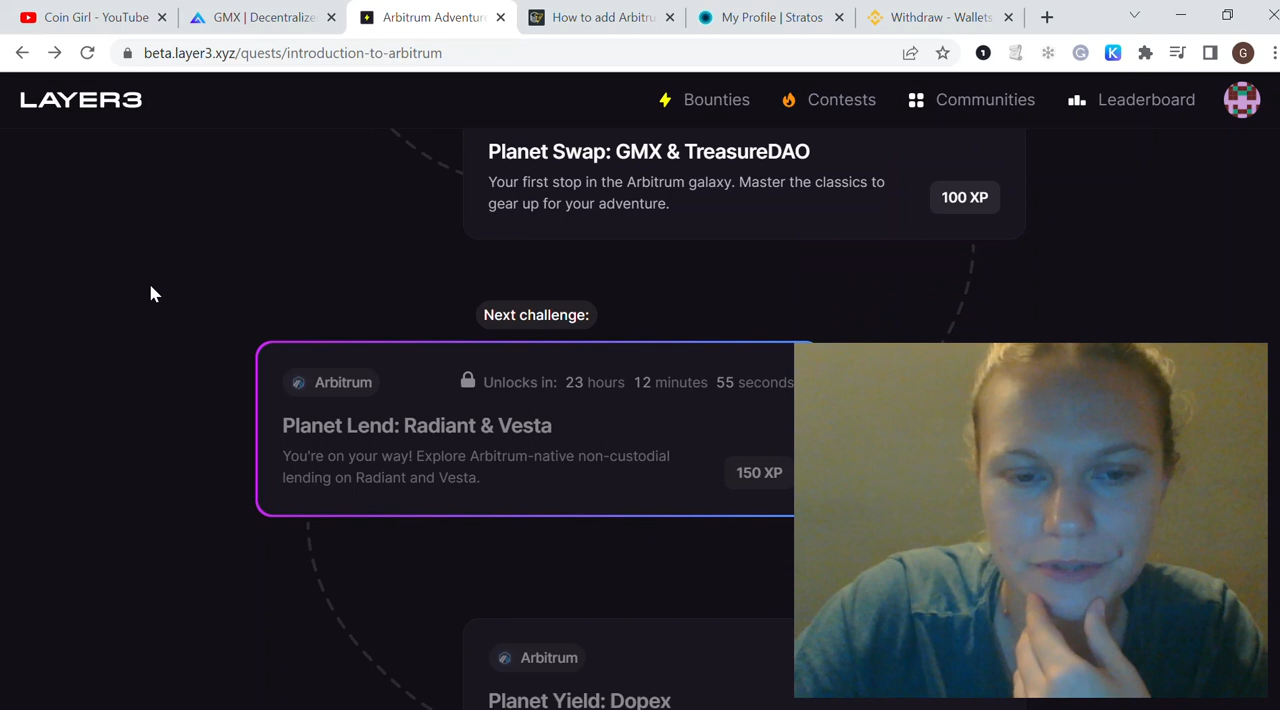 Coin Girl - YouTube
GMX | Decentralize
Arbitrum Adventur
How to add Arbitru
My Profile | Stratos
Withdraw - Wallets
beta.layer3.xyz/quests/introduction-to-arbitrum
G
LAYER3
Bounties
Contests
Communities
Leaderboard
Planet Swap: GMX & TreasureDAO
Your first stop in the Arbitrum galaxy. Master the classics to
gear up for your adventure.
100 XP
Next challenge:
Arbitrum
Unlocks in: 23 hours 12 minutes 55 seconds
Planet Lend: Radiant & Vesta
You're on your way! Explore Arbitrum-native non-custodial
lending on Radiant and Vesta.
150 XP
Arbitrum
Planet Yield: Dopex